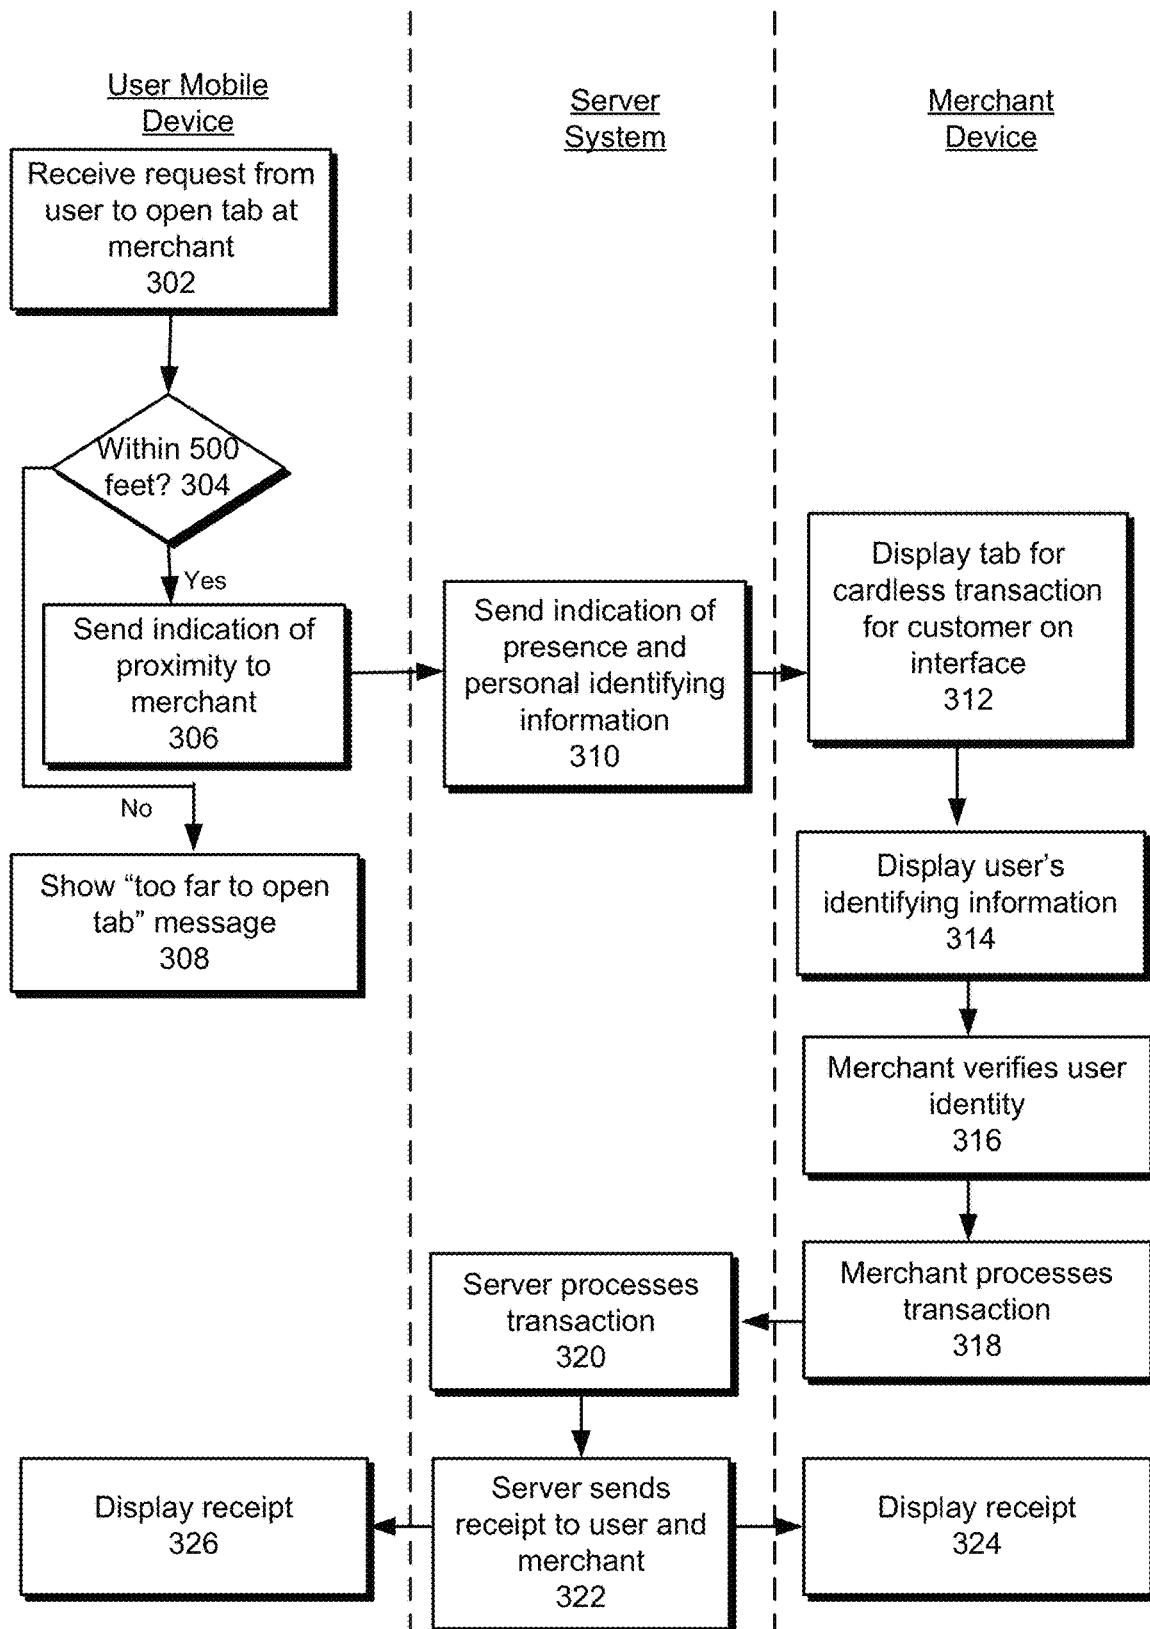 User Mobile
Device
Server
System
Merchant
Device
Receive request from
user to open tab at
merchant
302
Within 500
feet? 304
Yes
Send indication of
proximity to
merchant
306
No
Show “too far to open
tab” message
308
Send indication of
presence and
personal identifying
information
310
Display tab for
cardless transaction
for customer on
interface
312
Display user’s
identifying information
314
Merchant verifies user
identity
316
Merchant processes
transaction
318
Server processes
transaction
320
Server sends
receipt to user and
merchant
322
Display receipt
326
Display receipt
324